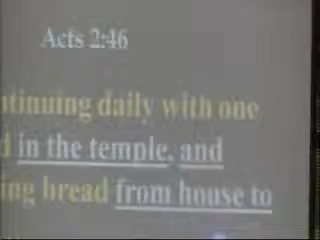 Acts 2:46
ntinuing daily with one
d in the temple, and
ing bread from house to